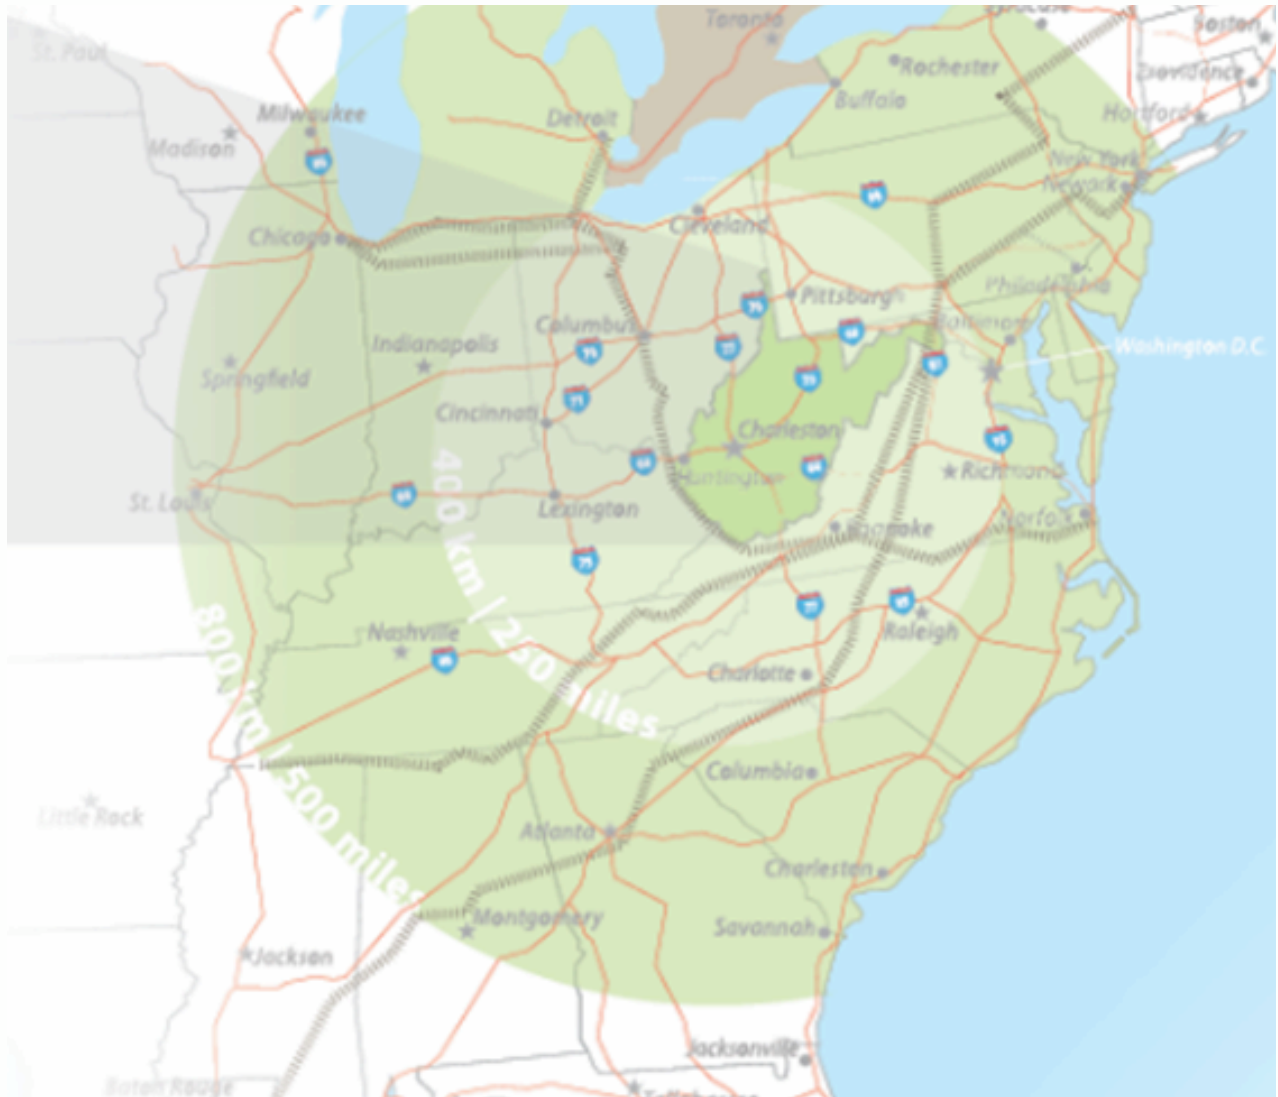 Toronto
St. Paul
Rochester
Providence
Milwaukee
Buffalo
Detroit
Madison
New York
Newark
Cleveland
Chicago
Philadelphia
Pittsburgh
Columbus
Baltimore
Indianapolis
Washington D.C.
Springfield
Cincinnati
Charleston
Richmond
Huntington
St. Louis
Lexington
Norfolk
Roanoke
400 km | 250 miles
Nashville
Raleigh
800 km | 500 miles
Charlotte
Columbia
Little Rock
Atlanta
Charleston
Montgomery
Savannah
Jackson
Jacksonville
Baton Rouge